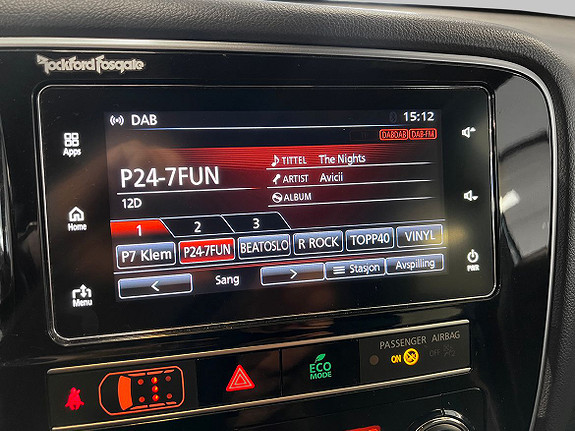 Rockford Fosgate
DAB 15:12
DABDAB DAB-FM
Apps
P24-7FUN
12D
TITTEL The Nights
ARTIST Avicii
ALBUM
Home
1 2 3
P7 Klem P24-7FUN BEATOSLO R ROCK TOPP40 VINYL
< Sang > Stasjon Avspilling
PWR
Menu
PASSENGER AIRBAG
ON OFF
ECO
MODE